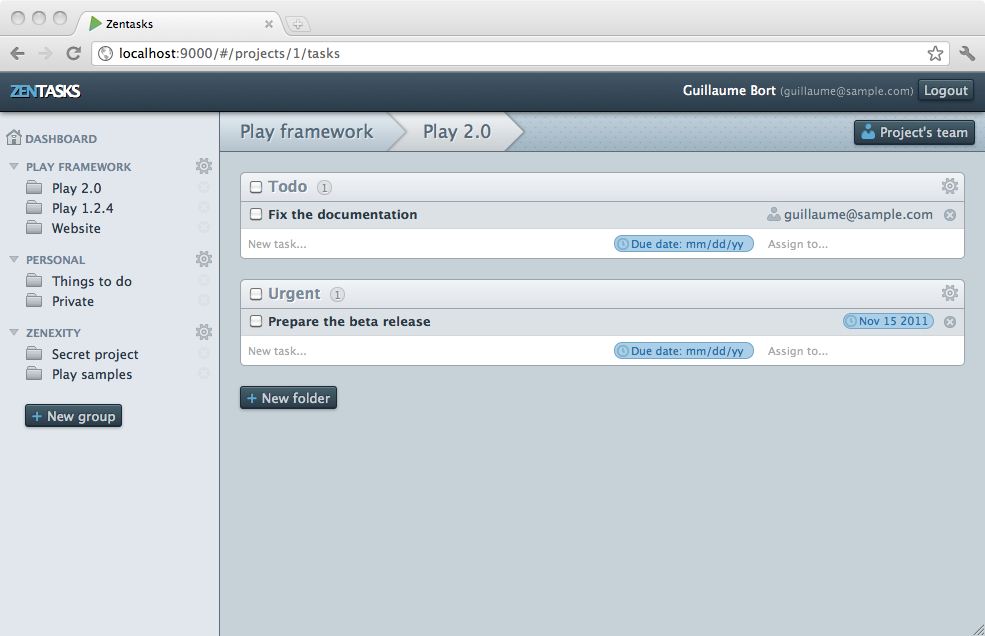 Zentasks
localhost:9000/#/projects/1/tasks
ZENTASKS
Guillaume Bort (guillaume@sample.com) Logout
DASHBOARD
PLAY FRAMEWORK
Play 2.0
Play 1.2.4
Website
PERSONAL
Things to do
Private
ZENEXITY
Secret project
Play samples
+ New group
Play framework Play 2.0 Project's team
Todo 1
Fix the documentation guillaume@sample.com
New task... Due date: mm/dd/yy Assign to...
Urgent 1
Prepare the beta release Nov 15 2011
New task... Due date: mm/dd/yy Assign to...
+ New folder